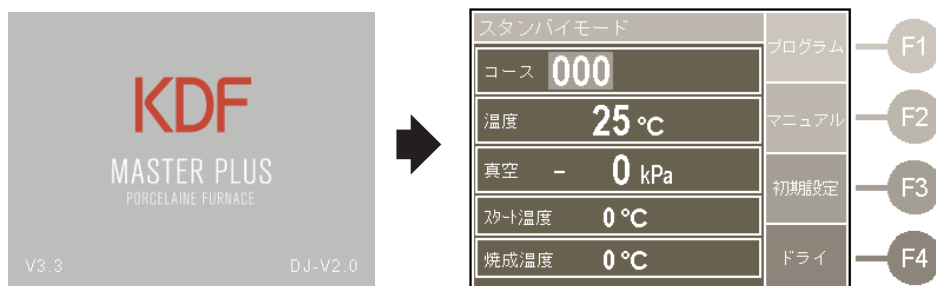 KDF
MASTER PLUS
PORCELAINE FURNACE
V3.3 DJ-V2.0
スタンバイモード
コース 000
温度 25 ℃
真空 - 0 kPa
ｽﾀｰﾄ温度 0 ℃
焼成温度 0 ℃
プログラム F1
マニュアル F2
初期設定 F3
ドライ F4